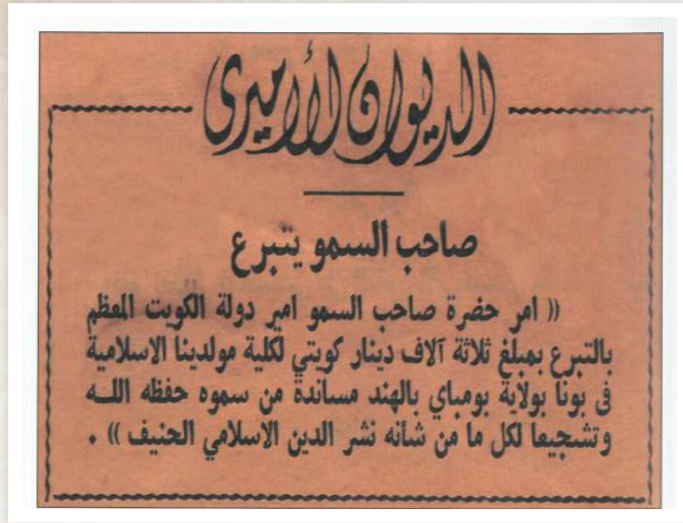 الديوان الأميرى
صاحب السمو يتبرع
(( امر حضرة صاحب السمو امير دولة الكويت المعظم
بالتبرع بمبلغ ثلاثة آلاف دينار كويتي لكلية مولدينا الاسلامية
فى بونا بولاية بومباي بالهند مساندة من سموه حفظه اللـه
وتشجيعا لكل ما من شانه نشر الدين الاسلامي الحنيف )) .